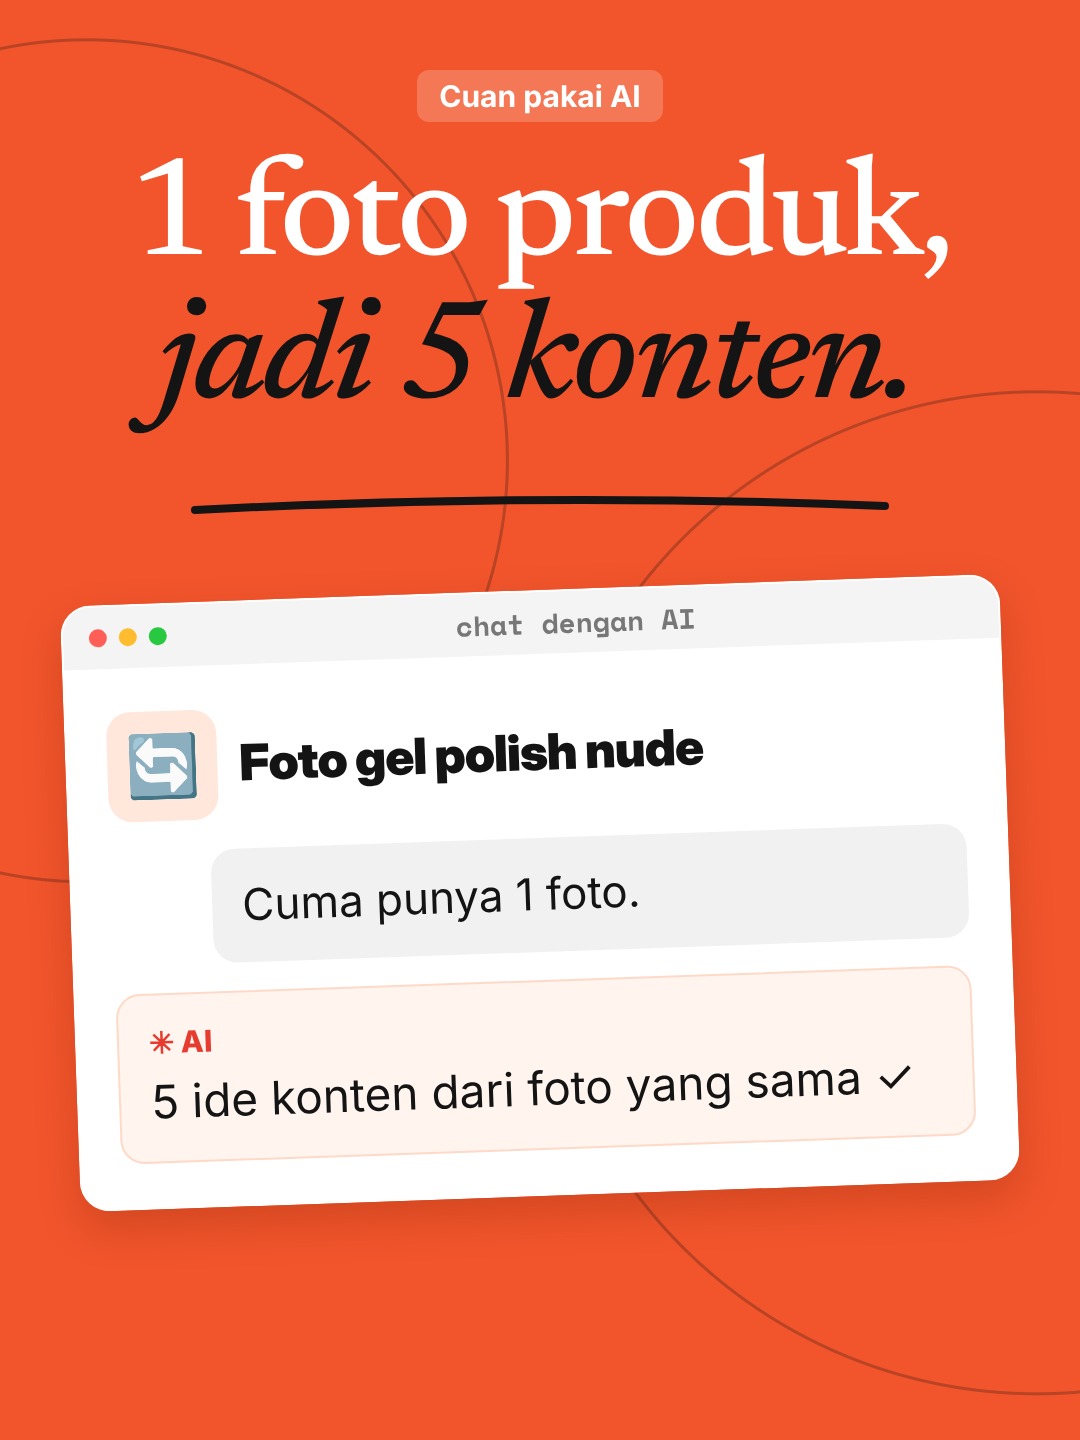 Cuan pakai AI
1 foto produk,
jadi 5 konten.
chat dengan AI
Foto gel polish nude
Cuma punya 1 foto.
✳ AI
5 ide konten dari foto yang sama ✓